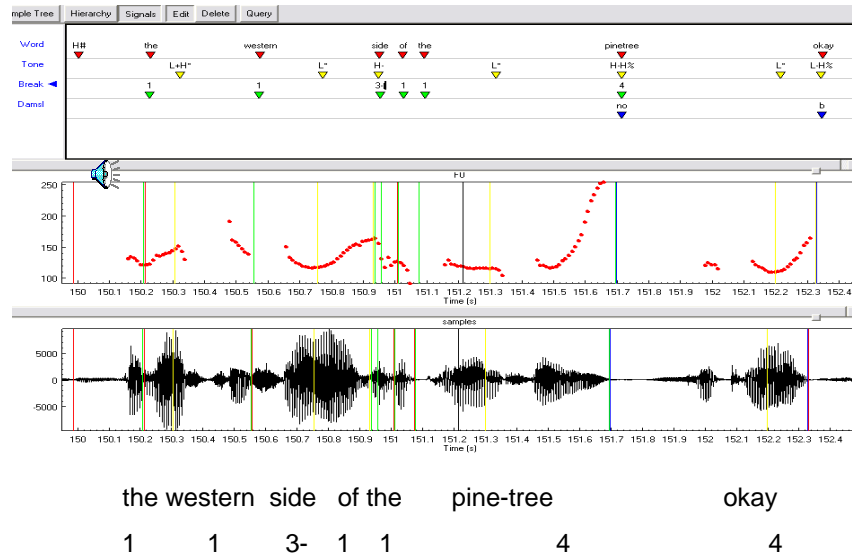 mple Tree Hierarchy Signals Edit Delete Query
Word H# the western side of the pinetree okay
Tone L+H* L* H- L* H-H% L* L-H%
Break 1 1 3- 1 1 4
Damsl no b
F0
250
200
150
100
150 150.1 150.2 150.3 150.4 150.5 150.6 150.7 150.8 150.9 151 151.1 151.2 151.3 151.4 151.5 151.6 151.7 151.8 151.9 152 152.1 152.2 152.3 152.4
Time (s)
samples
5000
0
-5000
150 150.1 150.2 150.3 150.4 150.5 150.6 150.7 150.8 150.9 151 151.1 151.2 151.3 151.4 151.5 151.6 151.7 151.8 151.9 152 152.1 152.2 152.3 152.4
Time (s)
the western side of the pine-tree okay
1 1 3- 1 1 4 4